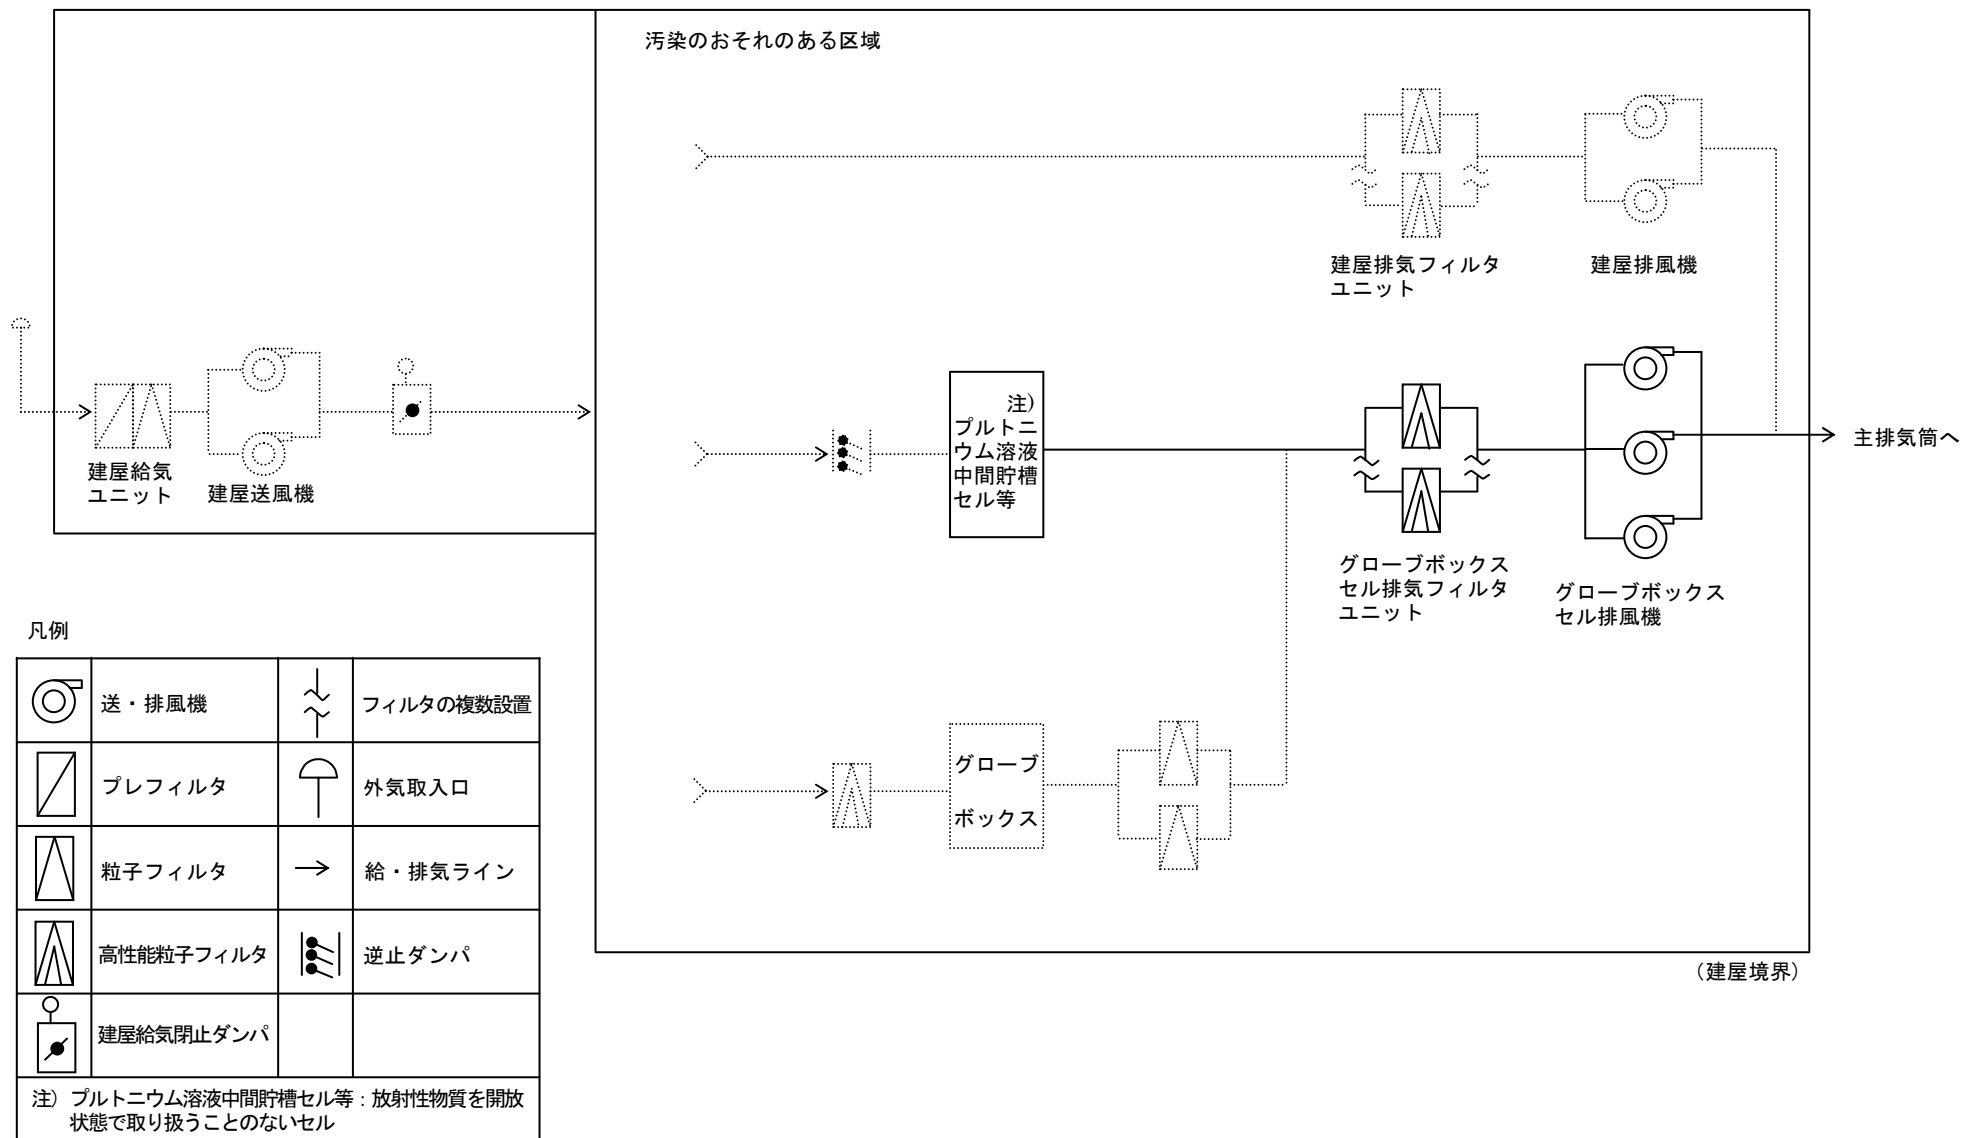 汚染のおそれのある区域
建屋排気フィルタ
ユニット
建屋排風機
建屋給気
ユニット
建屋送風機
注)
プルトニ
ウム溶液
中間貯槽
セル等
主排気筒へ
グローブボックス
セル排気フィルタ
ユニット
グローブボックス
セル排風機
グローブ
ボックス
(建屋境界)
凡例
送・排風機
フィルタの複数設置
プレフィルタ
外気取入口
粒子フィルタ
給・排気ライン
高性能粒子フィルタ
逆止ダンパ
建屋給気閉止ダンパ
注) プルトニウム溶液中間貯槽セル等:放射性物質を開放
状態で取り扱うことのないセル